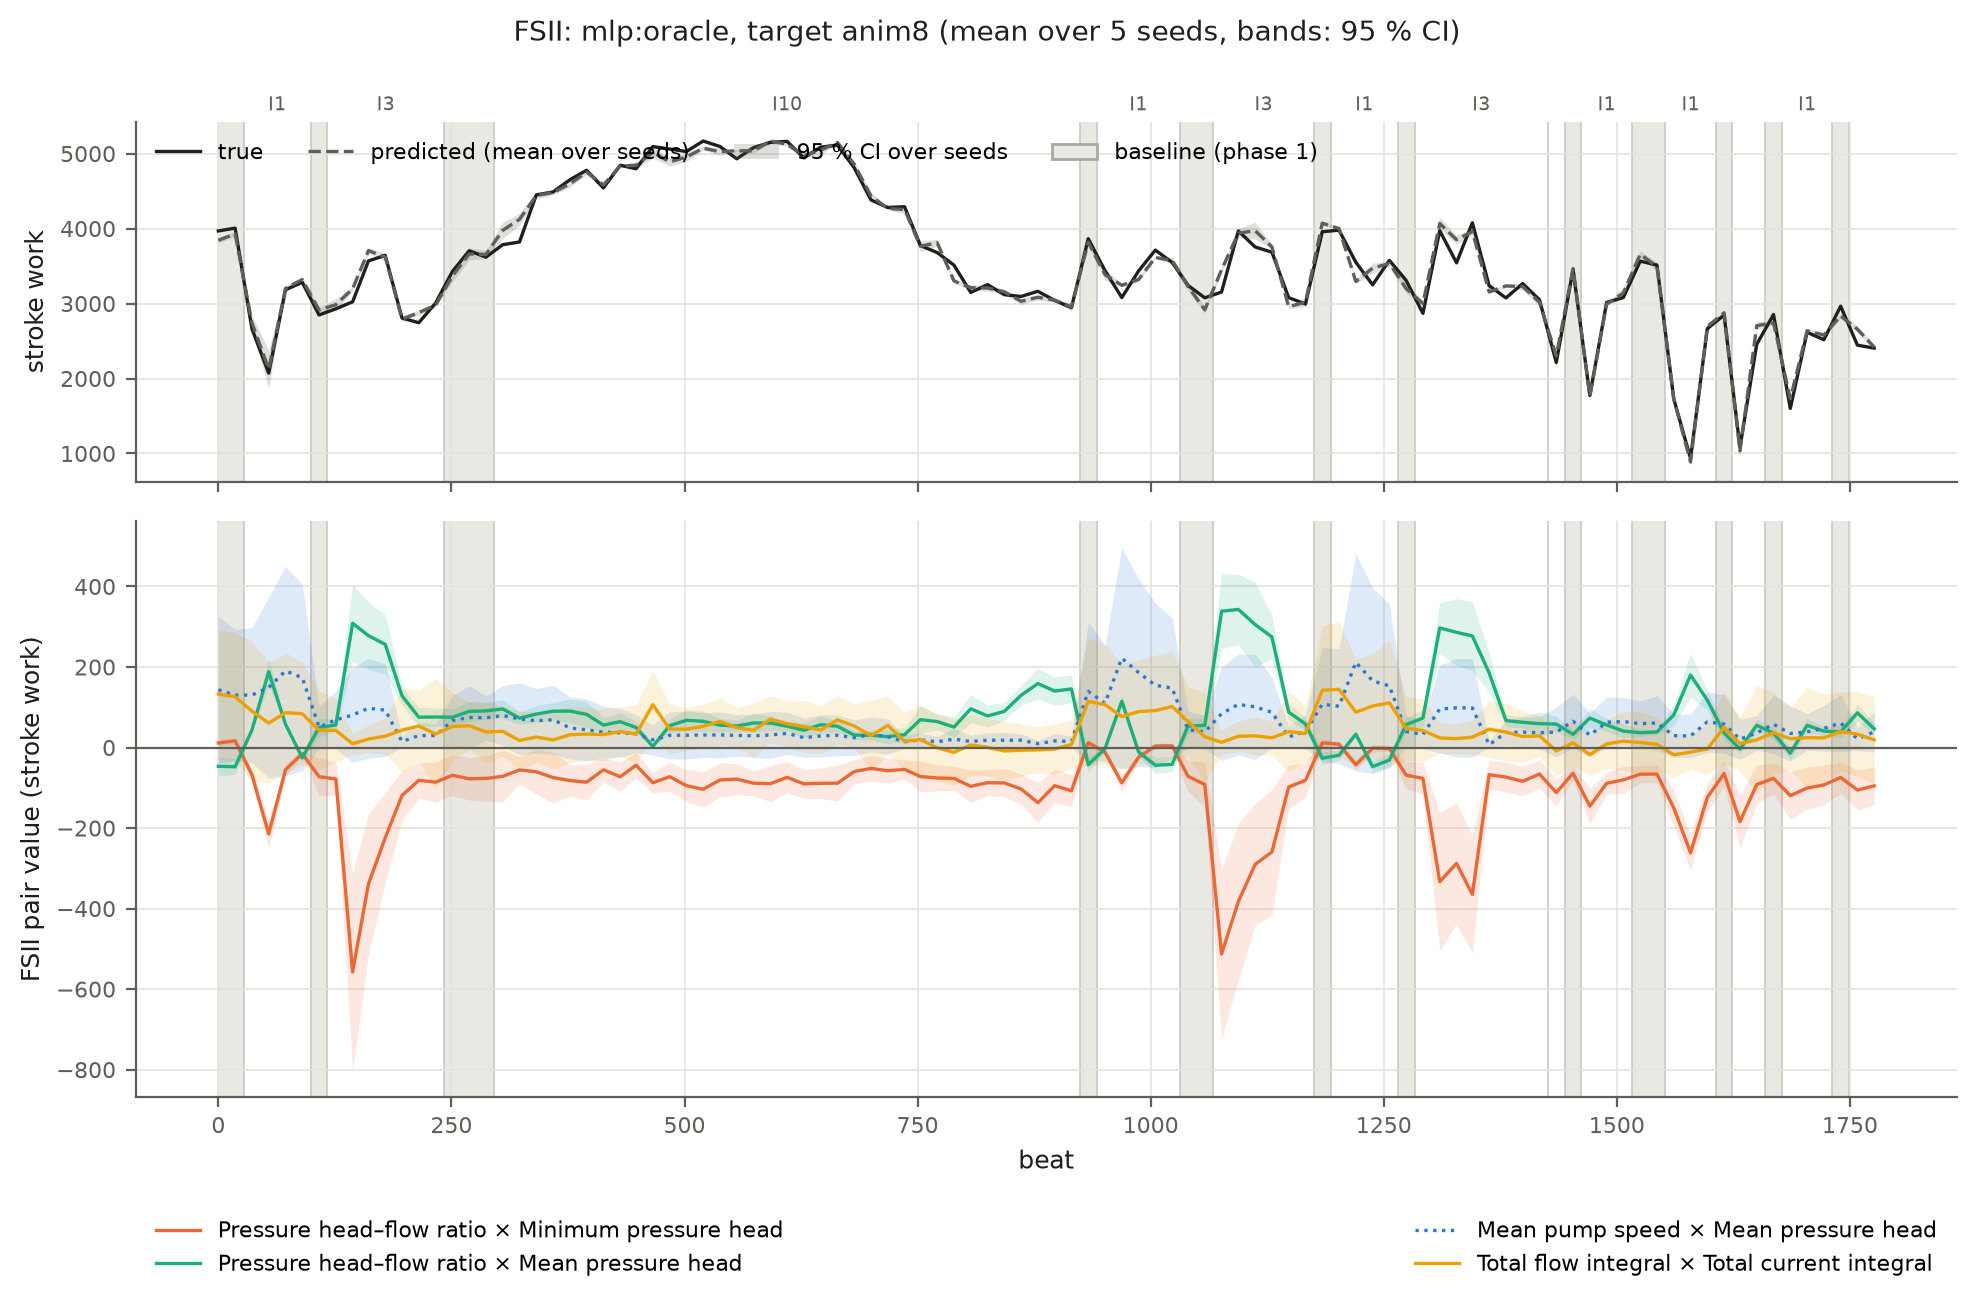 FSII: mlp:oracle, target anim8 (mean over 5 seeds, bands: 95 % CI)
I1 I3 I10 I1 I3 I1 I3 I1 I1 I1
true predicted (mean over seeds) 95 % CI over seeds baseline (phase 1)
stroke work
5000
4000
3000
2000
1000
FSII pair value (stroke work)
400
200
0
−200
−400
−600
−800
0 250 500 750 1000 1250 1500 1750
beat
Pressure head–flow ratio × Minimum pressure head
Pressure head–flow ratio × Mean pressure head
Mean pump speed × Mean pressure head
Total flow integral × Total current integral